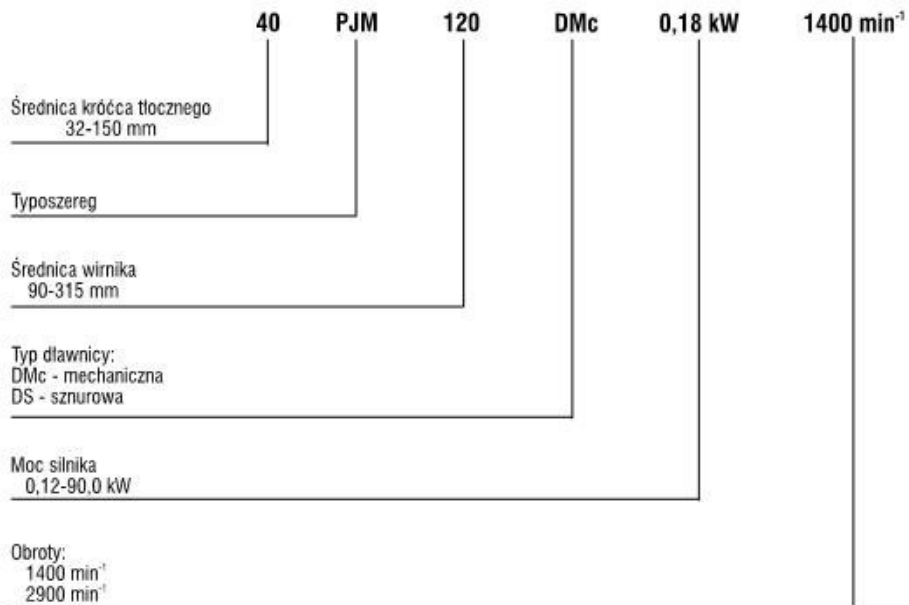 40 PJM 120 DMc 0,18 kW 1400 min⁻¹
Średnica króćca tłocznego
32-150 mm
Typoszereg
Średnica wirnika
90-315 mm
Typ dławnicy:
DMc - mechaniczna
DS - sznurowa
Moc silnika
0,12-90,0 kW
Obroty:
1400 min⁻¹
2900 min⁻¹